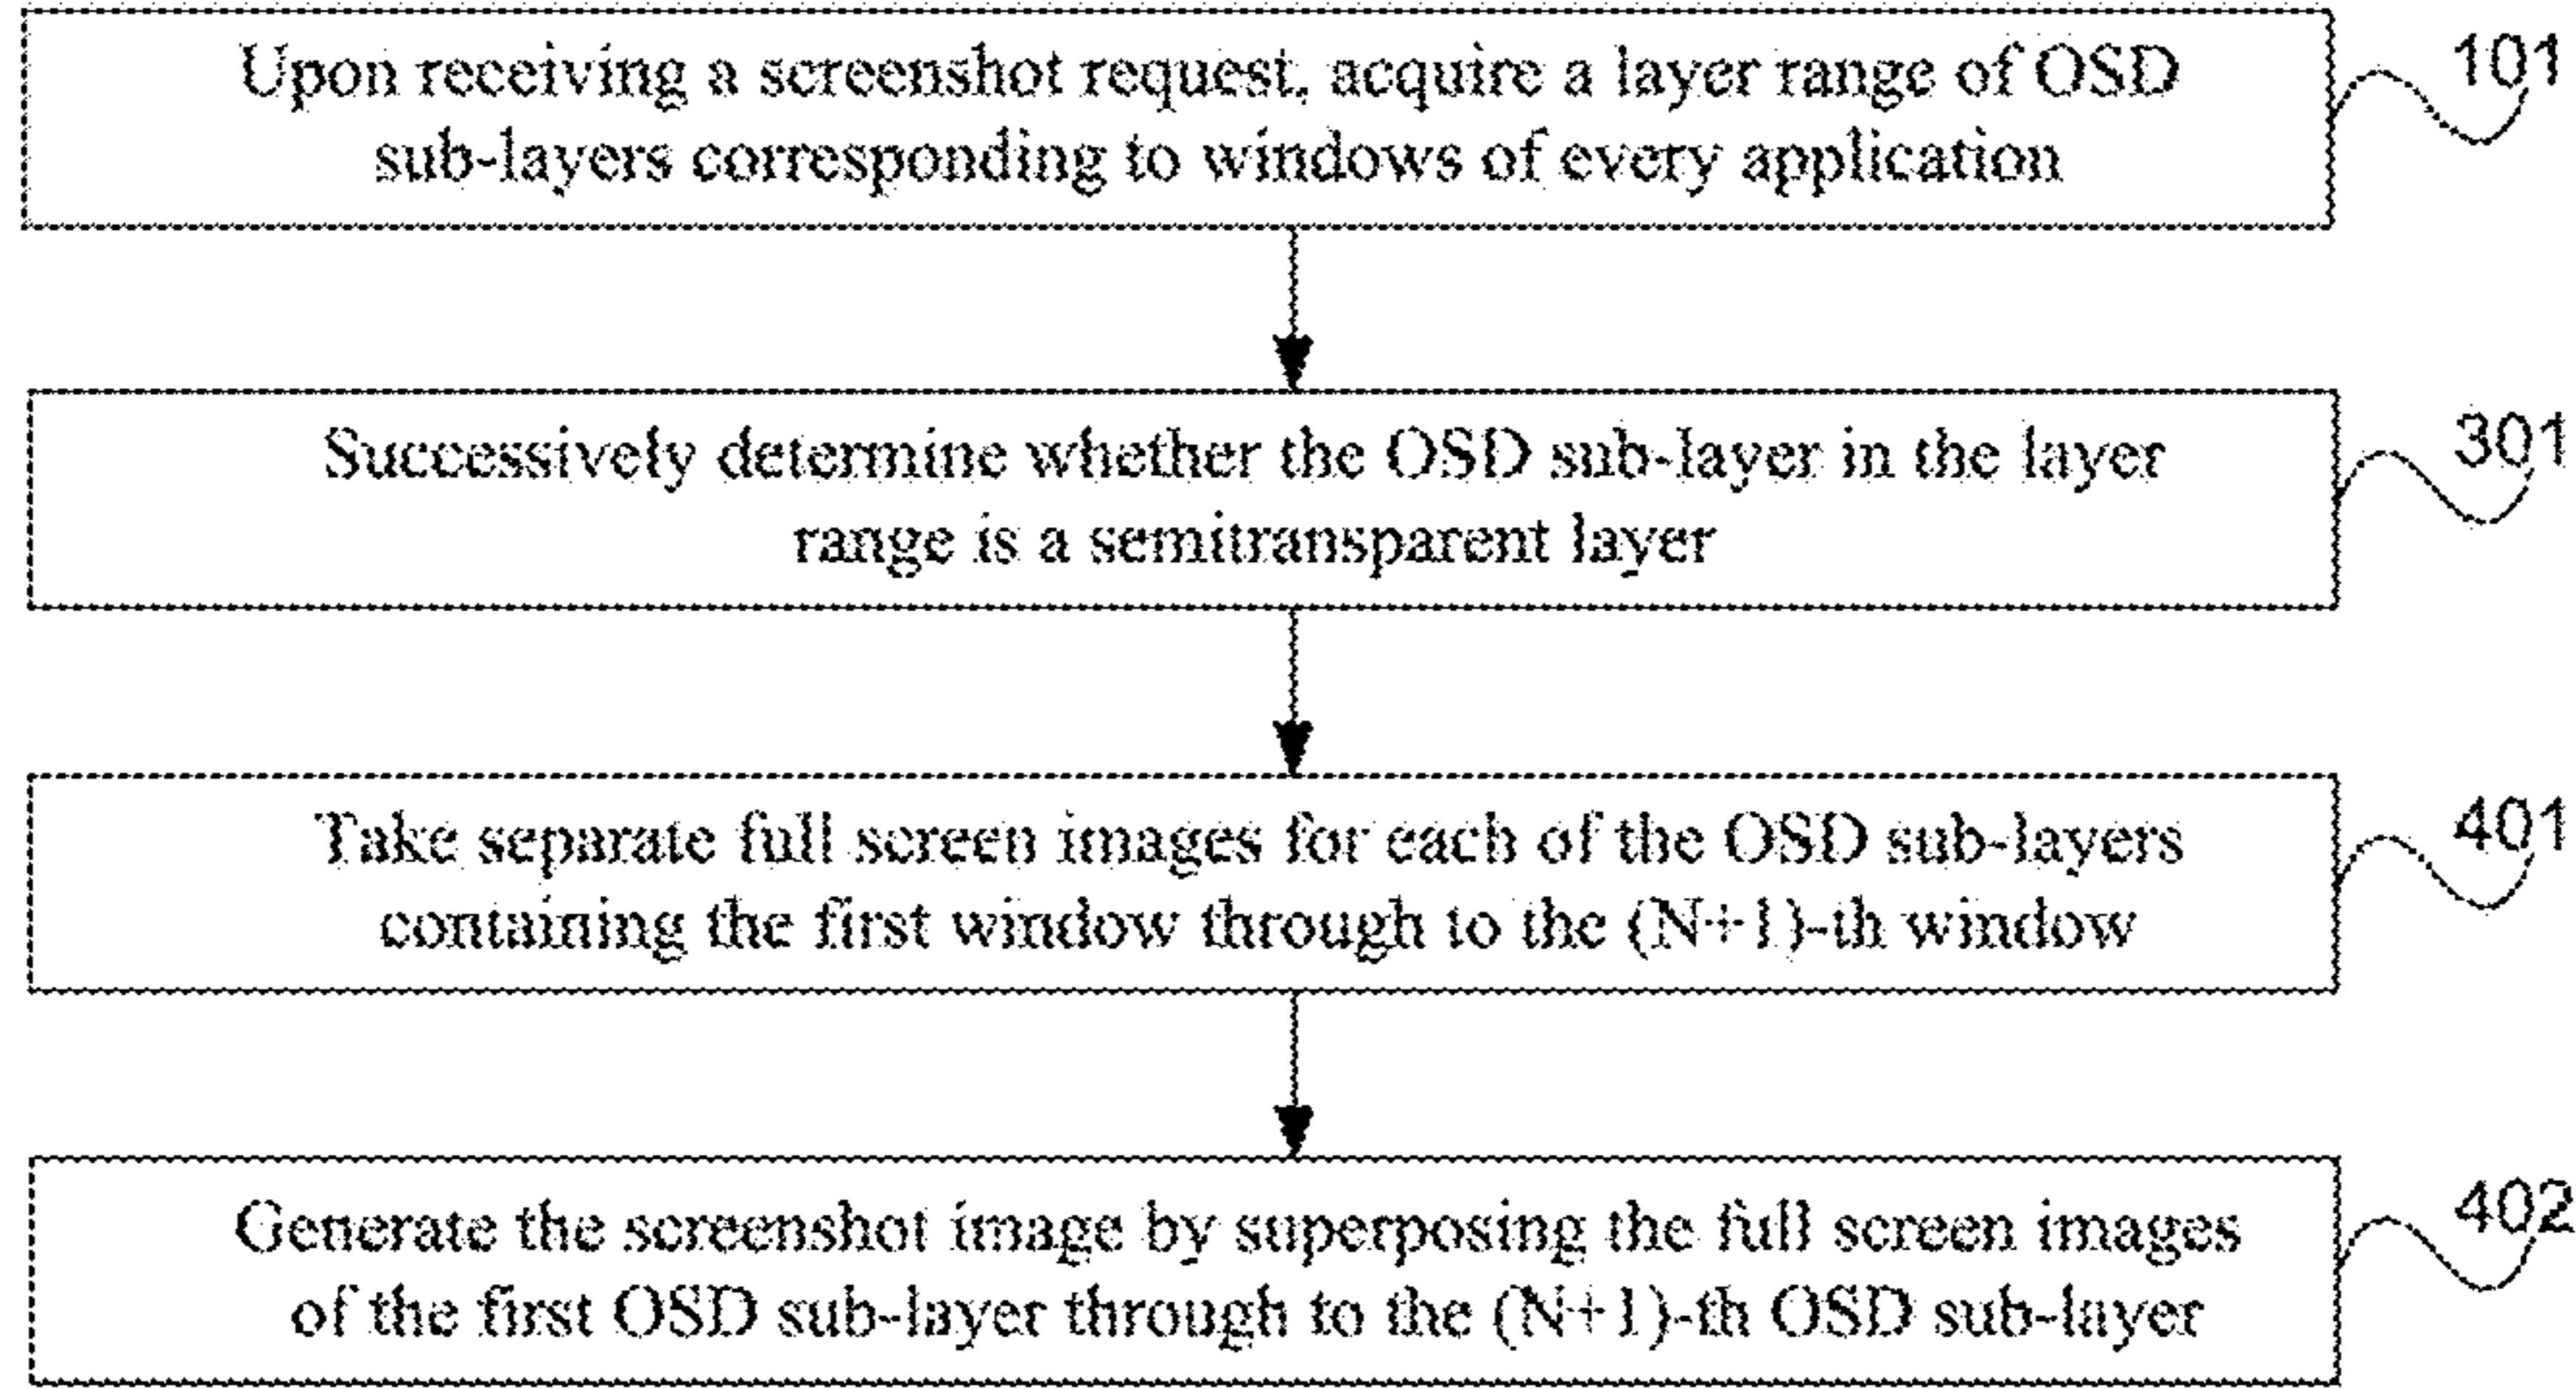 Upon receiving a screenshot request, acquire a layer range of OSD
sub-layers corresponding to windows of every application
101
Successively determine whether the OSD sub-layer in the layer
range is a semitransparent layer
301
Take separate full screen images for each of the OSD sub-layers
containing the first window through to the (N+1)-th window
401
Generate the screenshot image by superposing the full screen images
of the first OSD sub-layer through to the (N+1)-th OSD sub-layer
402